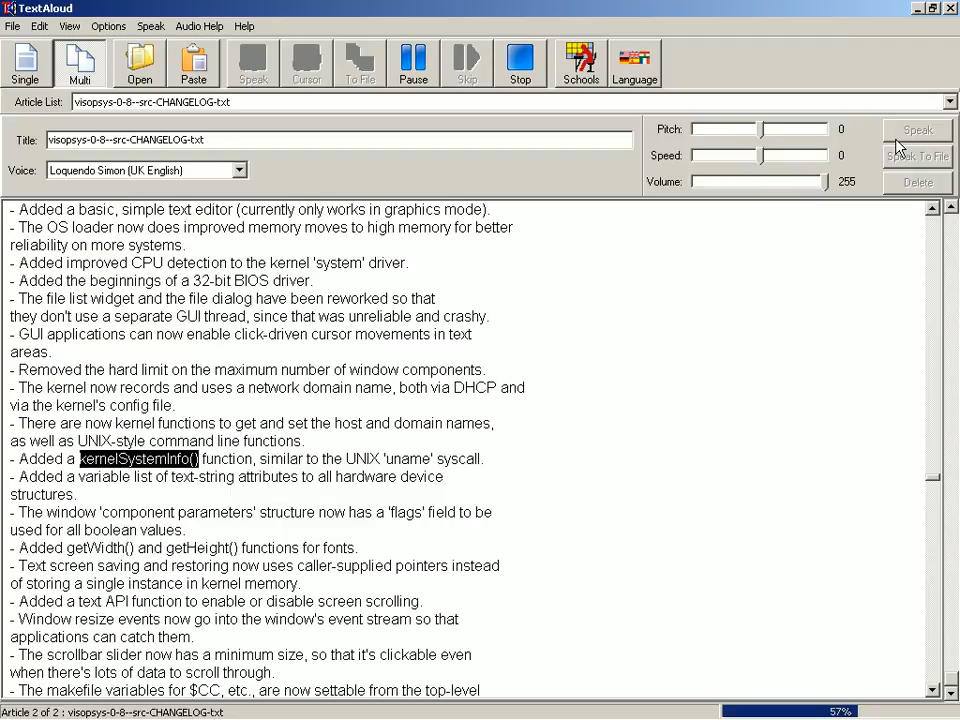 TextAloud
File Edit View Options Speak Audio Help Help
Single Multi Open Paste Speak Cursor To File Pause Skip Stop Schools Language
Article List: visopsys-0-8--src-CHANGELOG-txt
Title: visopsys-0-8--src-CHANGELOG-txt
Voice: Loquendo Simon (UK English)
Pitch: 0 Speak
Speed: 0 Speak To File
Volume: 255 Delete
- Added a basic, simple text editor (currently only works in graphics mode).
- The OS loader now does improved memory moves to high memory for better
reliability on more systems.
- Added improved CPU detection to the kernel 'system' driver.
- Added the beginnings of a 32-bit BIOS driver.
- The file list widget and the file dialog have been reworked so that
they don't use a separate GUI thread, since that was unreliable and crashy.
- GUI applications can now enable click-driven cursor movements in text
areas.
- Removed the hard limit on the maximum number of window components.
- The kernel now records and uses a network domain name, both via DHCP and
via the kernel's config file.
- There are now kernel functions to get and set the host and domain names,
as well as UNIX-style command line functions.
- Added a kernelSystemInfo() function, similar to the UNIX 'uname' syscall.
- Added a variable list of text-string attributes to all hardware device
structures.
- The window 'component parameters' structure now has a 'flags' field to be
used for all boolean values.
- Added getWidth() and getHeight() functions for fonts.
- Text screen saving and restoring now uses caller-supplied pointers instead
of storing a single instance in kernel memory.
- Added a text API function to enable or disable screen scrolling.
- Window resize events now go into the window's event stream so that
applications can catch them.
- The scrollbar slider now has a minimum size, so that it's clickable even
when there's lots of data to scroll through.
- The makefile variables for $CC, etc., are now settable from the top-level
Article 2 of 2 : visopsys-0-8--src-CHANGELOG-txt 57%